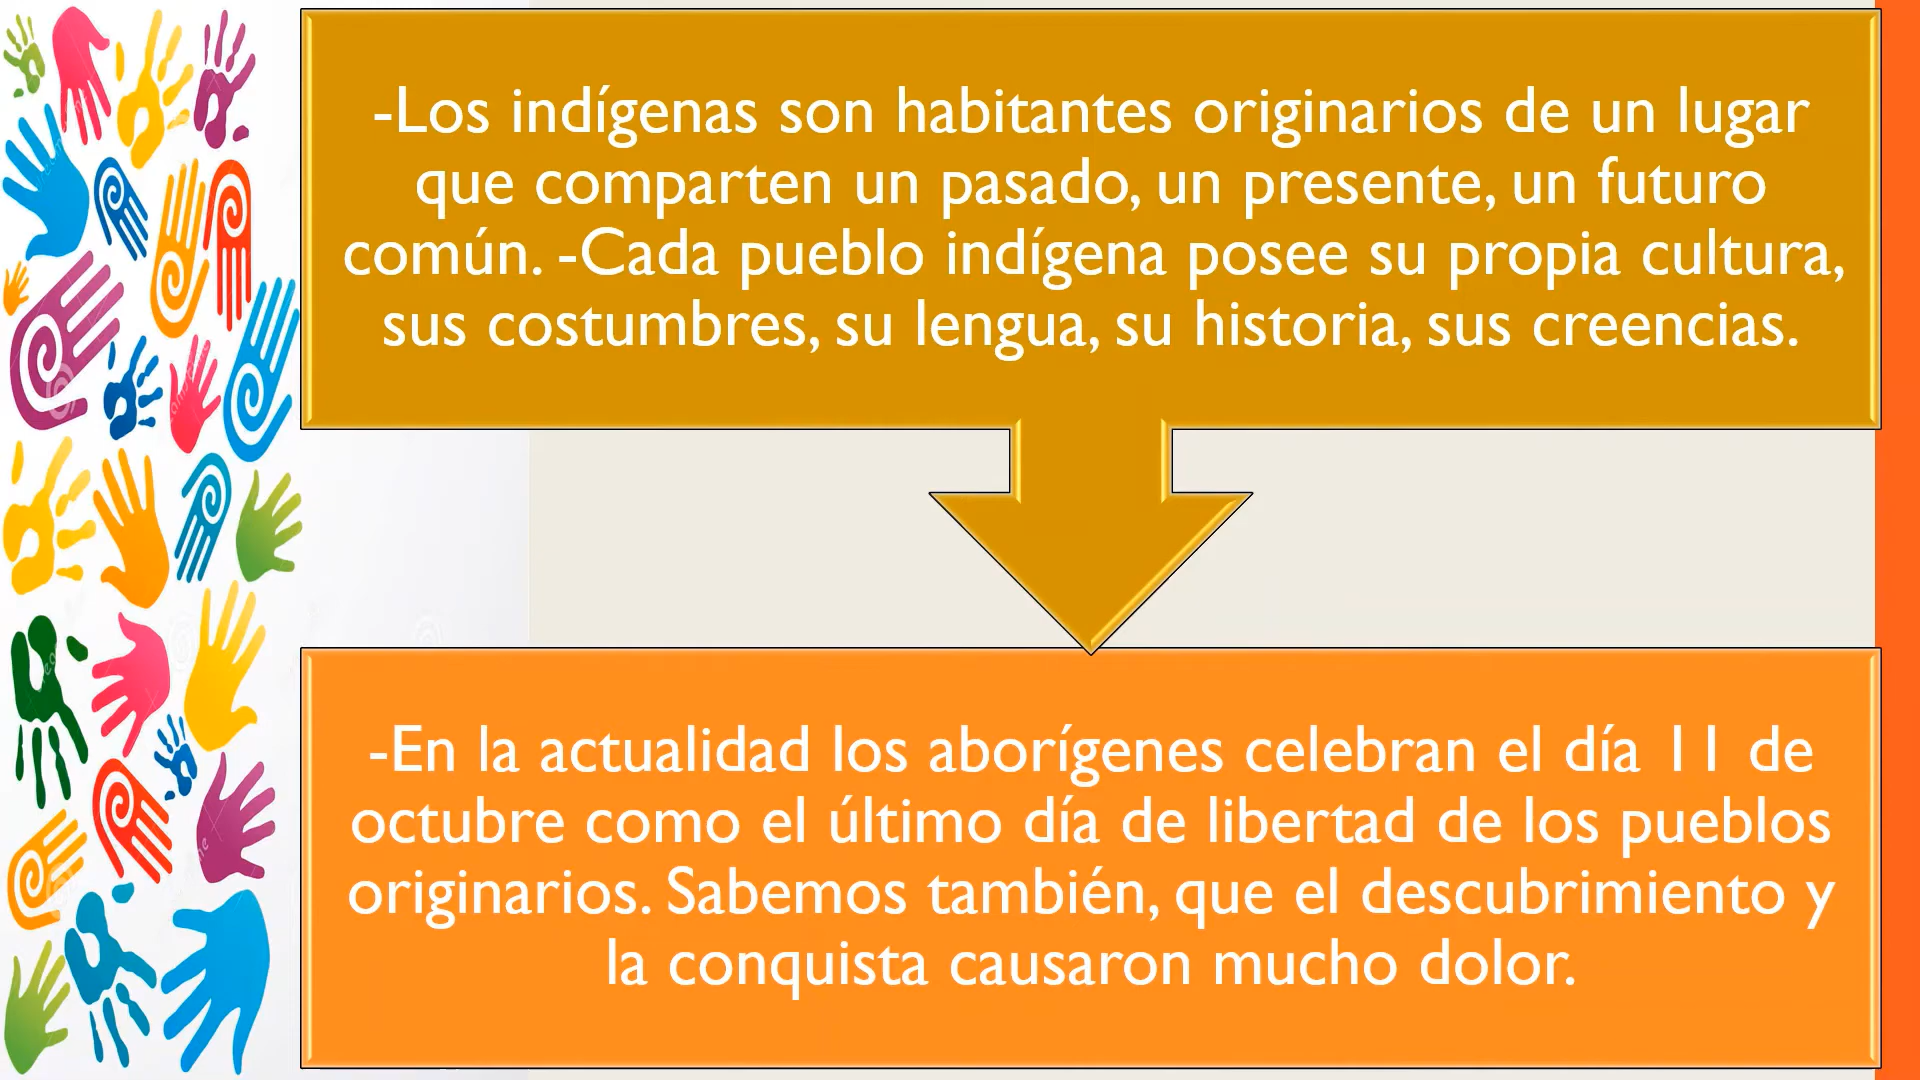 -Los indígenas son habitantes originarios de un lugar
que comparten un pasado, un presente, un futuro
común. -Cada pueblo indígena posee su propia cultura,
sus costumbres, su lengua, su historia, sus creencias.
-En la actualidad los aborígenes celebran el día 11 de
octubre como el último día de libertad de los pueblos
originarios. Sabemos también, que el descubrimiento y
la conquista causaron mucho dolor.